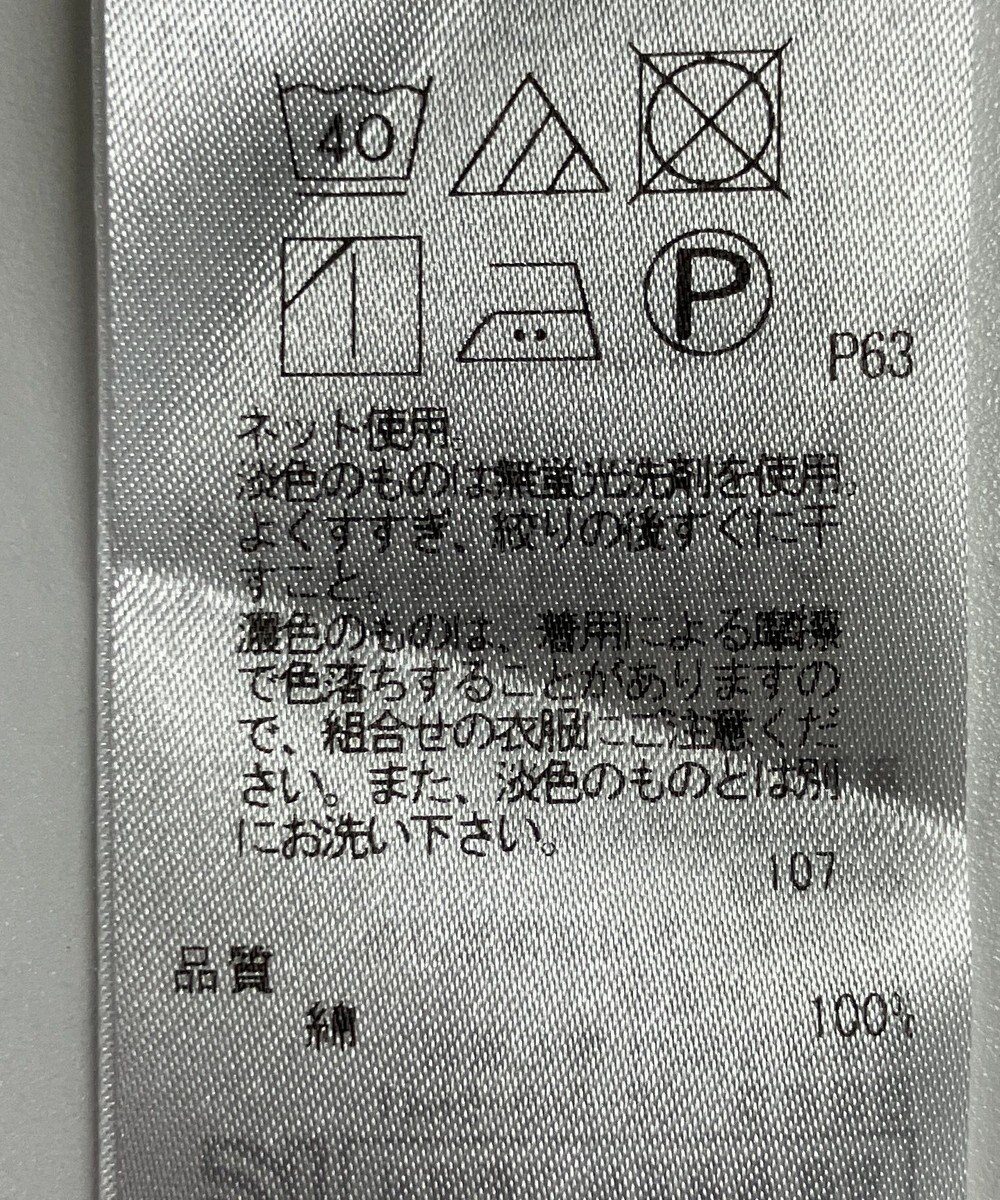 40
P
P63
ネット使用。
淡色のものは無蛍光洗剤を使用。
よくすすぎ、絞りの後すぐに干
すこと。
濃色のものは、着用による摩擦
で色落ちすることがありますの
で、組合せの衣服にご注意くだ
さい。また、淡色のものとは別
にお洗い下さい。
107
品質
綿 100%